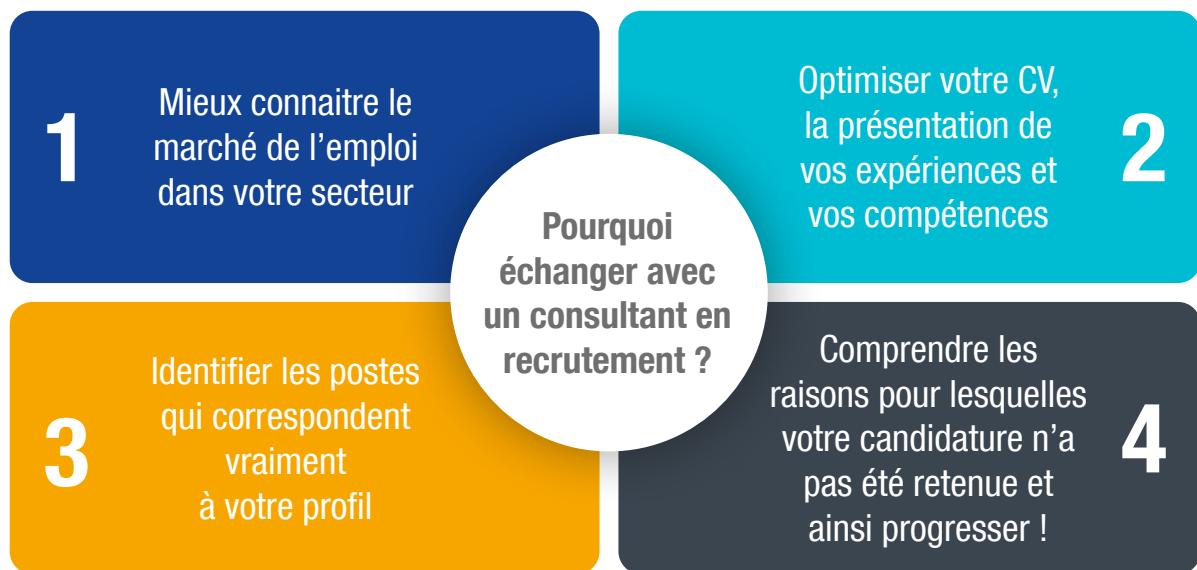 1
Mieux connaitre le
marché de l’emploi
dans votre secteur
Optimiser votre CV,
la présentation de
vos expériences et
vos compétences
2
Pourquoi
échanger avec
un consultant en
recrutement ?
3
Identifier les postes
qui correspondent
vraiment
à votre profil
Comprendre les
raisons pour lesquelles
votre candidature n’a
pas été retenue et
ainsi progresser !
4